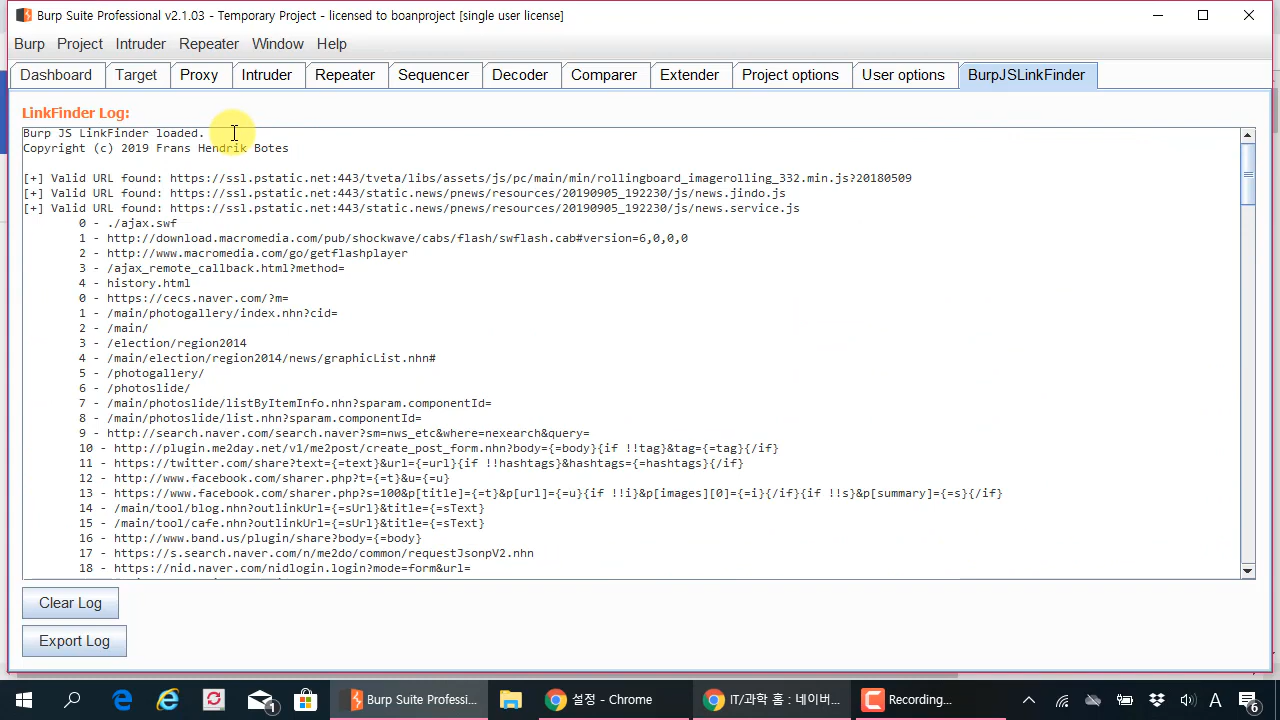 Burp Suite Professional v2.1.03 - Temporary Project - licensed to boanproject [single user license]
Burp Project Intruder Repeater Window Help
Dashboard Target Proxy Intruder Repeater Sequencer Decoder Comparer Extender Project options User options BurpJSLinkFinder
LinkFinder Log:
Burp JS LinkFinder loaded.
Copyright (c) 2019 Frans Hendrik Botes
[+] Valid URL found: https://ssl.pstatic.net:443/tveta/libs/assets/js/pc/main/min/rollingboard_imagerolling_332.min.js?20180509
[+] Valid URL found: https://ssl.pstatic.net:443/static.news/pnews/resources/20190905_192230/js/news.jindo.js
[+] Valid URL found: https://ssl.pstatic.net:443/static.news/pnews/resources/20190905_192230/js/news.service.js
0 - ./ajax.swf
1 - http://download.macromedia.com/pub/shockwave/cabs/flash/swflash.cab#version=6,0,0,0
2 - http://www.macromedia.com/go/getflashplayer
3 - /ajax_remote_callback.html?method=
4 - history.html
0 - https://cecs.naver.com/?m=
1 - /main/photogallery/index.nhn?cid=
2 - /main/
3 - /election/region2014
4 - /main/election/region2014/news/graphicList.nhn#
5 - /photogallery/
6 - /photoslide/
7 - /main/photoslide/listByItemInfo.nhn?sparam.componentId=
8 - /main/photoslide/list.nhn?sparam.componentId=
9 - http://search.naver.com/search.naver?sm=nws_etc&where=nexearch&query=
10 - http://plugin.me2day.net/v1/me2post/create_post_form.nhn?body={=body}{if !!tag}&tag={=tag}{/if}
11 - https://twitter.com/share?text={=text}&url={=url}{if !!hashtags}&hashtags={=hashtags}{/if}
12 - http://www.facebook.com/sharer.php?t={=t}&u={=u}
13 - https://www.facebook.com/sharer.php?s=100&p[title]={=t}&p[url]={=u}{if !!i}&p[images][0]={=i}{/if}{if !!s}&p[summary]={=s}{/if}
14 - /main/tool/blog.nhn?outlinkUrl={=sUrl}&title={=sText}
15 - /main/tool/cafe.nhn?outlinkUrl={=sUrl}&title={=sText}
16 - http://www.band.us/plugin/share?body={=body}
17 - https://s.search.naver.com/n/me2do/common/requestJsonpV2.nhn
18 - https://nid.naver.com/nidlogin.login?mode=form&url=
Clear Log
Export Log
1 Burp Suite Professi... 설정 - Chrome IT/과학 홈 : 네이버... Recording... A 6